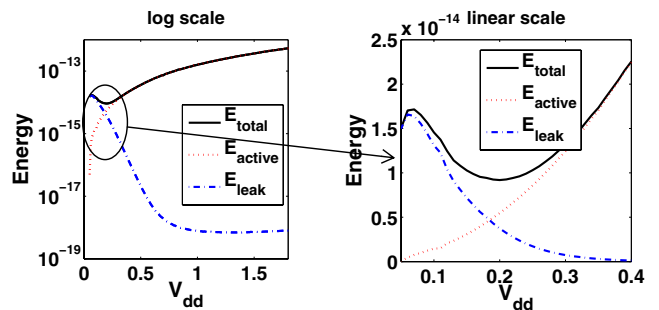 log scale
Energy
10⁻¹³
10⁻¹⁵
10⁻¹⁷
10⁻¹⁹
0
0.5
1
1.5
V_dd
E_total
E_active
E_leak
x 10⁻¹⁴ linear scale
Energy
2.5
2
1.5
1
0.5
0
0.1
0.2
0.3
0.4
V_dd
E_total
E_active
E_leak